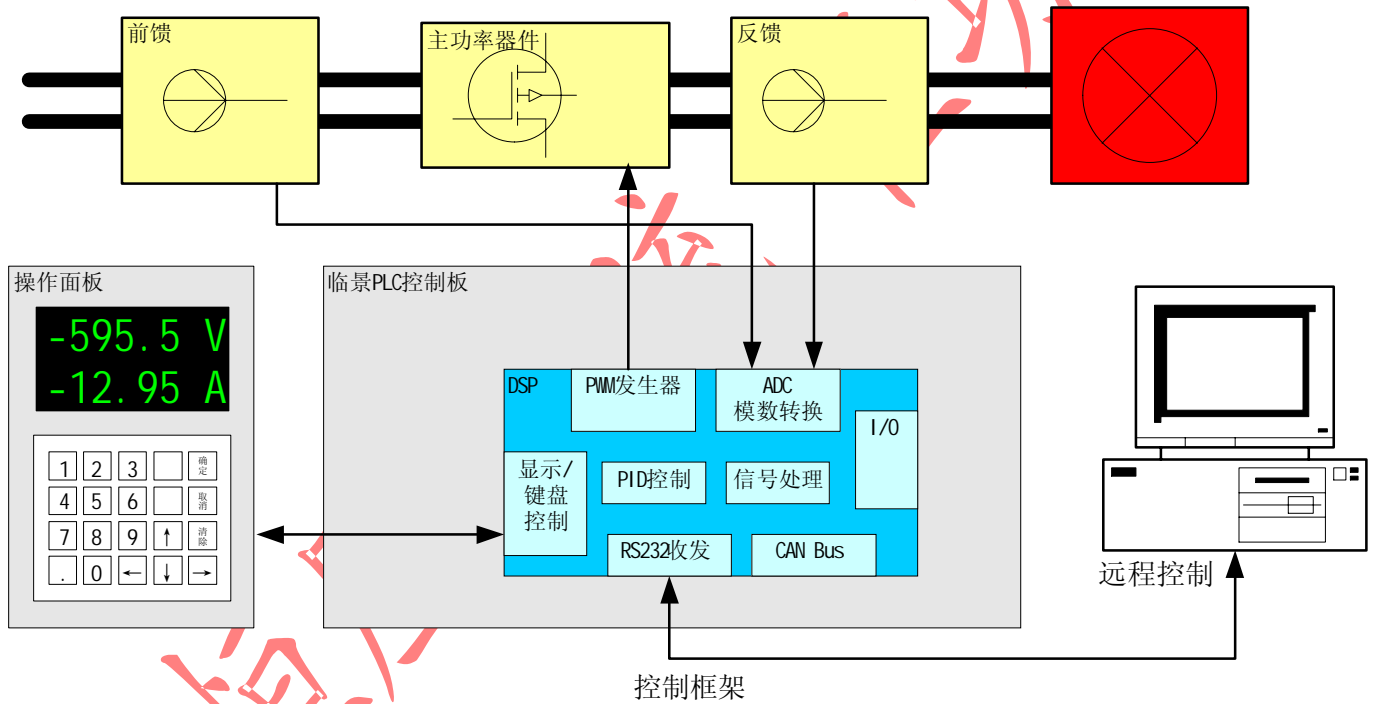 前馈
主功率器件
反馈
操作面板
-595.5 V
-12.95 A
1 2 3 确定
4 5 6 取消
7 8 9 ↑ 清除
. 0 ← ↓ →
临景PLC控制板
DSP
PWM发生器
ADC
模数转换
I/O
显示/
键盘
控制
PID控制
信号处理
RS232收发
CAN Bus
远程控制
控制框架